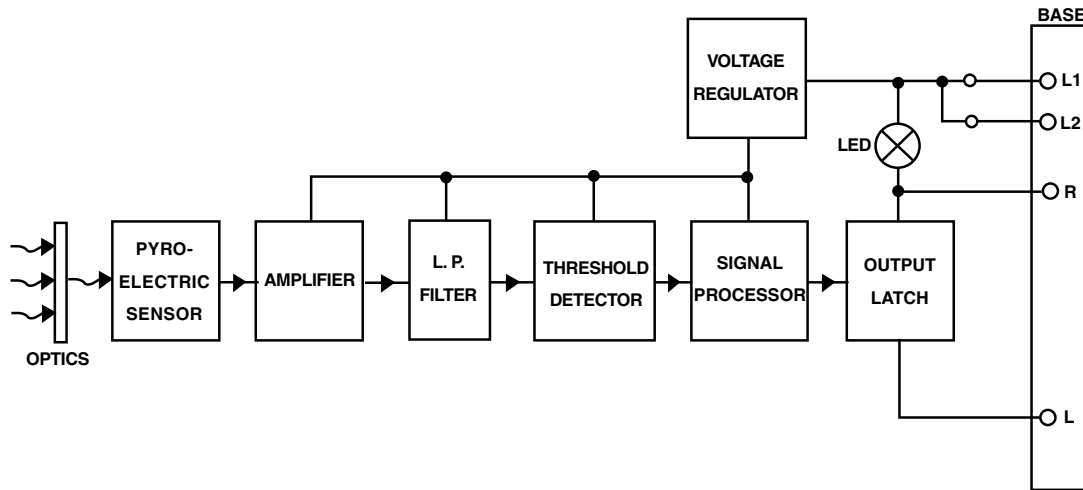 BASE
VOLTAGE
REGULATOR
L1
L2
LED
R
PYRO-
ELECTRIC
SENSOR
AMPLIFIER
L. P.
FILTER
THRESHOLD
DETECTOR
SIGNAL
PROCESSOR
OUTPUT
LATCH
OPTICS
L